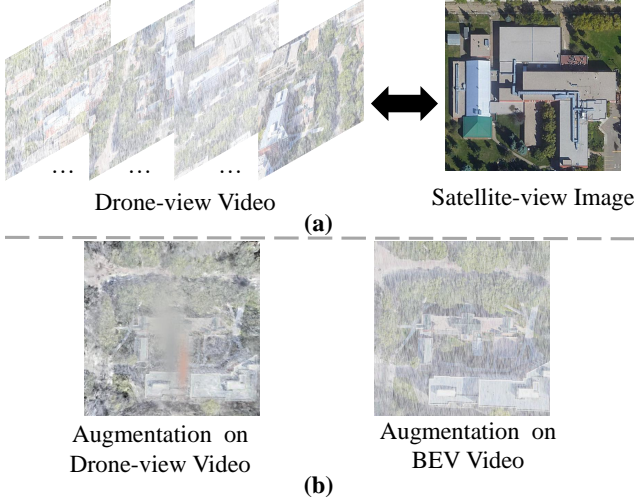 ... ... ...
Drone-view Video
Satellite-view Image
(a)
Augmentation on
Drone-view Video
Augmentation on
BEV Video
(b)